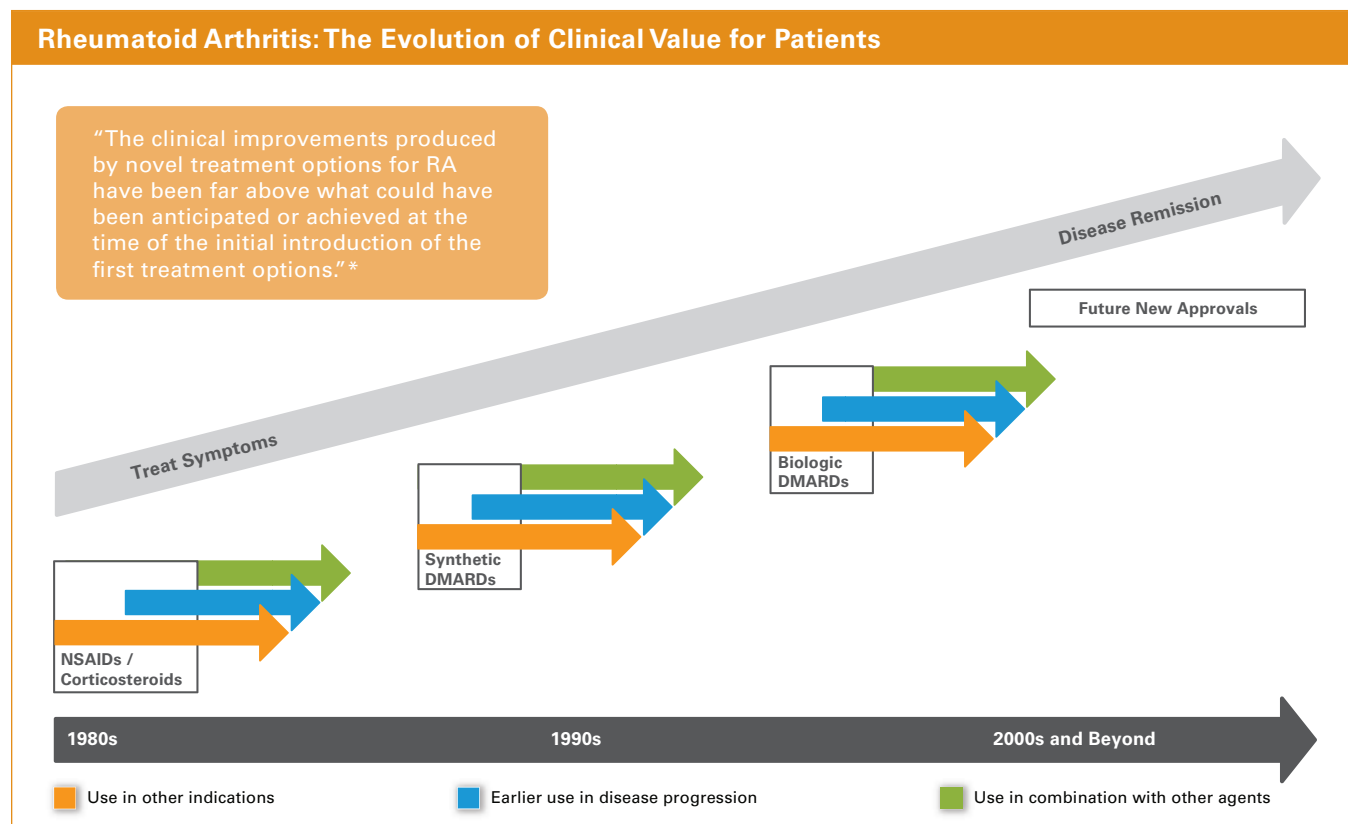 Rheumatoid Arthritis: The Evolution of Clinical Value for Patients
“The clinical improvements produced
by novel treatment options for RA
have been far above what could have
been anticipated or achieved at the
time of the initial introduction of the
first treatment options.”*
Disease Remission
Future New Approvals
Treat Symptoms
Biologic
DMARDs
Synthetic
DMARDs
NSAIDs /
Corticosteroids
1980s
1990s
2000s and Beyond
Use in other indications
Earlier use in disease progression
Use in combination with other agents